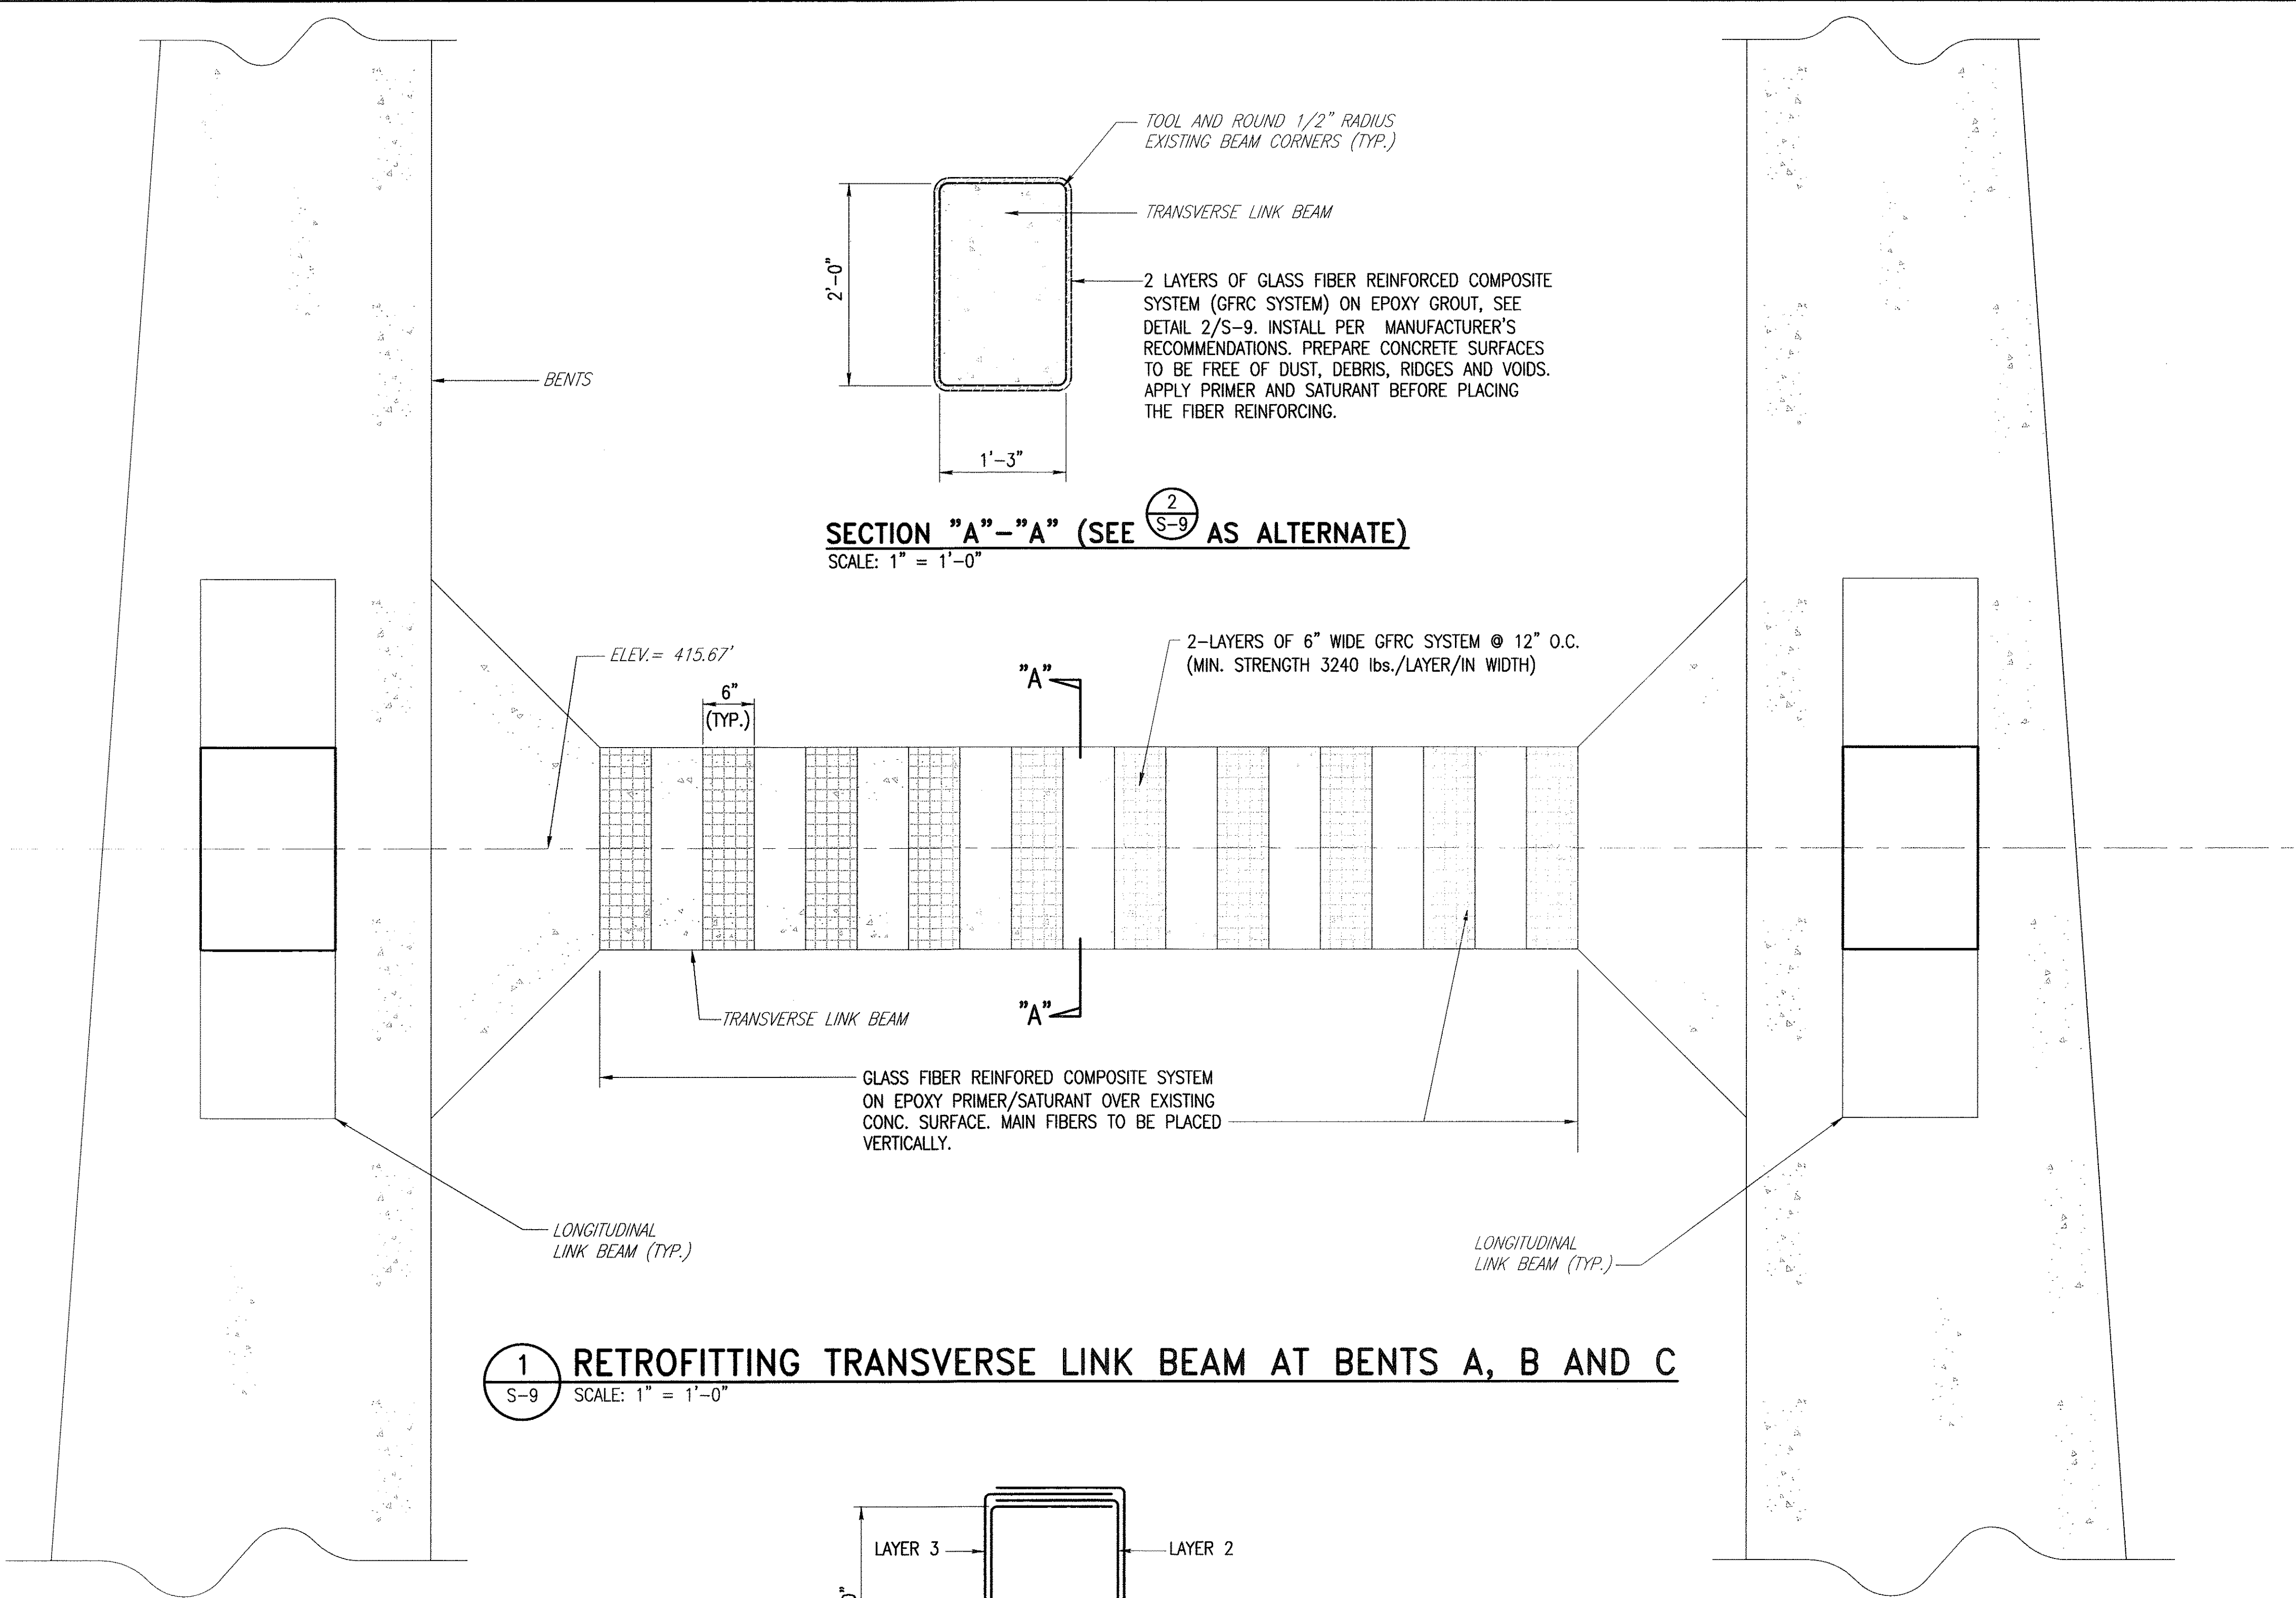 TOOL AND ROUND 1/2" RADIUS
EXISTING BEAM CORNERS (TYP.)
TRANSVERSE LINK BEAM
2'-0"
2 LAYERS OF GLASS FIBER REINFORCED COMPOSITE
SYSTEM (GFRC SYSTEM) ON EPOXY GROUT, SEE
DETAIL 2/S-9. INSTALL PER MANUFACTURER'S
RECOMMENDATIONS. PREPARE CONCRETE SURFACES
TO BE FREE OF DUST, DEBRIS, RIDGES AND VOIDS.
APPLY PRIMER AND SATURANT BEFORE PLACING
THE FIBER REINFORCING.
BENTS
1'-3"
SECTION "A"-"A" (SEE 2 S-9 AS ALTERNATE)
SCALE: 1" = 1'-0"
ELEV.= 415.67'
2-LAYERS OF 6" WIDE GFRC SYSTEM @ 12" O.C.
(MIN. STRENGTH 3240 lbs./LAYER/IN WIDTH)
6"
(TYP.)
"A"
"A"
TRANSVERSE LINK BEAM
GLASS FIBER REINFORED COMPOSITE SYSTEM
ON EPOXY PRIMER/SATURANT OVER EXISTING
CONC. SURFACE. MAIN FIBERS TO BE PLACED
VERTICALLY.
LONGITUDINAL
LINK BEAM (TYP.)
LONGITUDINAL
LINK BEAM (TYP.)
1
S-9
RETROFITTING TRANSVERSE LINK BEAM AT BENTS A, B AND C
SCALE: 1" = 1'-0"
LAYER 3
LAYER 2